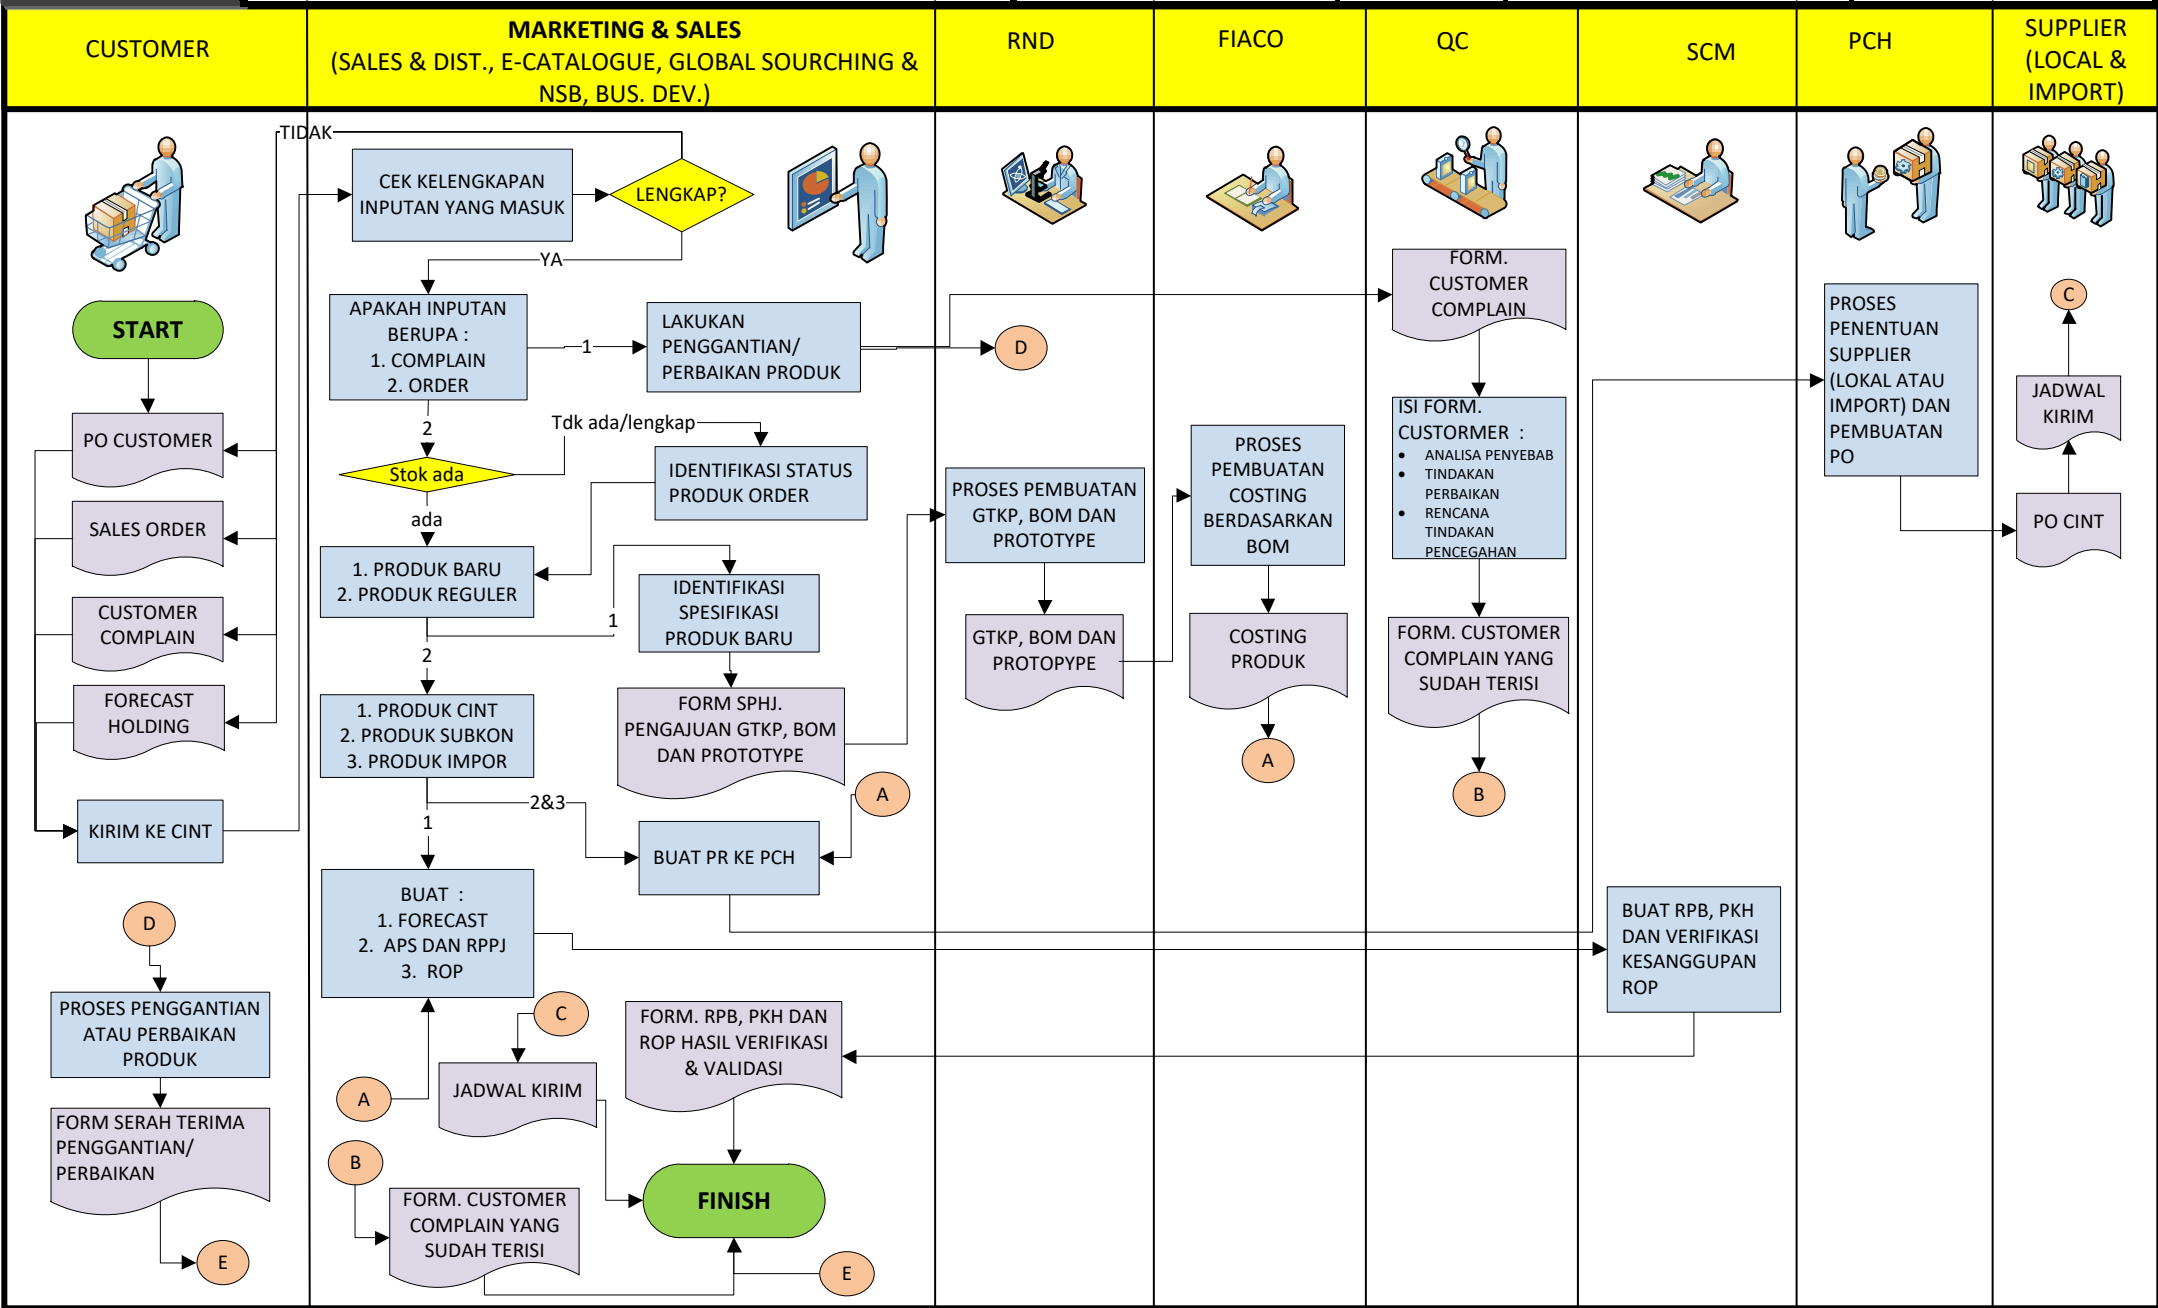 CUSTOMER
MARKETING & SALES
(SALES & DIST., E-CATALOGUE, GLOBAL SOURCHING &
NSB, BUS. DEV.)
RND
FIACO
QC
SCM
PCH
SUPPLIER
(LOCAL &
IMPORT)
TIDAK
CEK KELENGKAPAN
INPUTAN YANG MASUK
LENGKAP?
YA
START
PO CUSTOMER
SALES ORDER
CUSTOMER
COMPLAIN
FORECAST
HOLDING
KIRIM KE CINT
D
PROSES PENGGANTIAN
ATAU PERBAIKAN
PRODUK
FORM SERAH TERIMA
PENGGANTIAN/
PERBAIKAN
E
APAKAH INPUTAN
BERUPA :
1. COMPLAIN
2. ORDER
1
LAKUKAN
PENGGANTIAN/
PERBAIKAN PRODUK
D
2
Stok ada
Tdk ada/lengkap
IDENTIFIKASI STATUS
PRODUK ORDER
ada
1. PRODUK BARU
2. PRODUK REGULER
1
IDENTIFIKASI
SPESIFIKASI
PRODUK BARU
2
FORM SPHJ.
PENGAJUAN GTKP, BOM
DAN PROTOTYPE
1. PRODUK CINT
2. PRODUK SUBKON
3. PRODUK IMPOR
2&3
A
1
BUAT PR KE PCH
BUAT :
1. FORECAST
2. APS DAN RPPJ
3. ROP
C
FORM. RPB, PKH DAN
ROP HASIL VERIFIKASI
& VALIDASI
A
JADWAL KIRIM
B
FORM. CUSTOMER
COMPLAIN YANG
SUDAH TERISI
FINISH
E
PROSES PEMBUATAN
GTKP, BOM DAN
PROTOTYPE
GTKP, BOM DAN
PROTOPYPE
PROSES
PEMBUATAN
COSTING
BERDASARKAN
BOM
COSTING
PRODUK
A
FORM.
CUSTOMER
COMPLAIN
ISI FORM.
CUSTORMER :
• ANALISA PENYEBAB
• TINDAKAN
PERBAIKAN
• RENCANA
TINDAKAN
PENCEGAHAN
FORM. CUSTOMER
COMPLAIN YANG
SUDAH TERISI
B
BUAT RPB, PKH
DAN VERIFIKASI
KESANGGUPAN
ROP
PROSES
PENENTUAN
SUPPLIER
(LOKAL ATAU
IMPORT) DAN
PEMBUATAN
PO
C
JADWAL
KIRIM
PO CINT